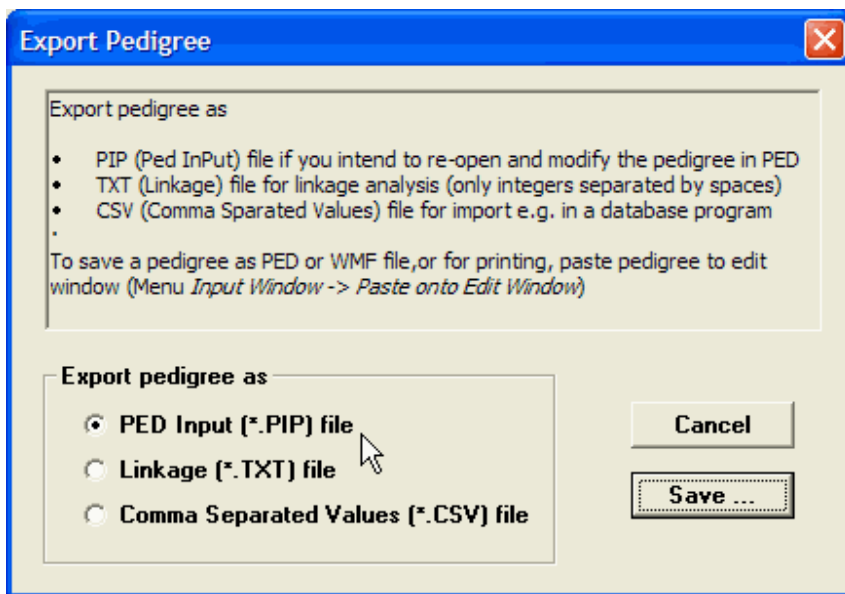 Export Pedigree
Export pedigree as
• PIP (Ped InPut) file if you intend to re-open and modify the pedigree in PED
• TXT (Linkage) file for linkage analysis (only integers separated by spaces)
• CSV (Comma Sparated Values) file for import e.g. in a database program
To save a pedigree as PED or WMF file,or for printing, paste pedigree to edit
window (Menu Input Window -> Paste onto Edit Window)
Export pedigree as
PED Input (*.PIP) file
Linkage (*.TXT) file
Comma Separated Values (*.CSV) file
Cancel
Save ...